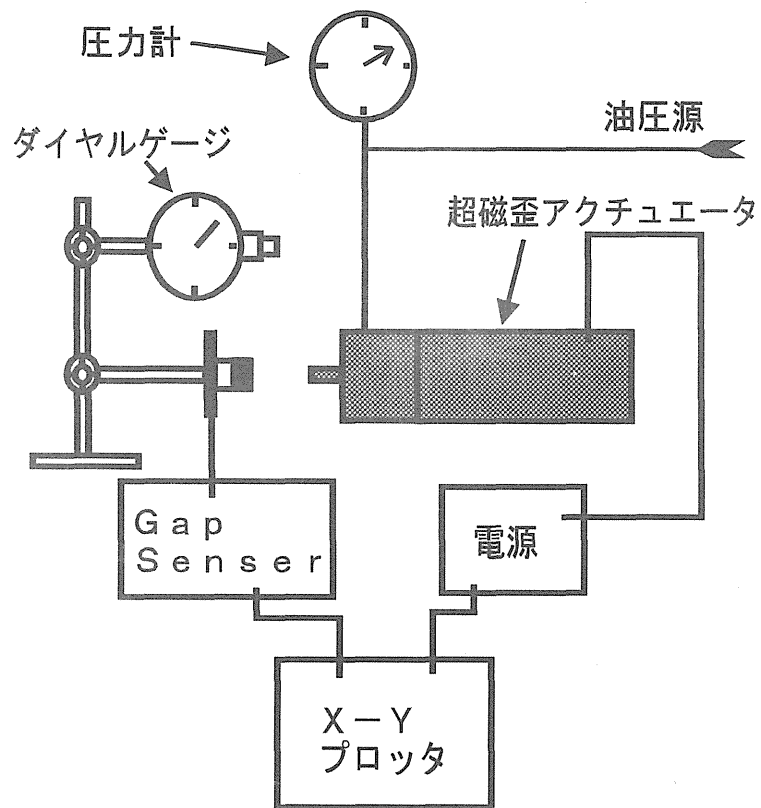 圧力計
油圧源
ダイヤルゲージ
超磁歪アクチュエータ
Gap
Senser
電源
X－Y
プロッタ